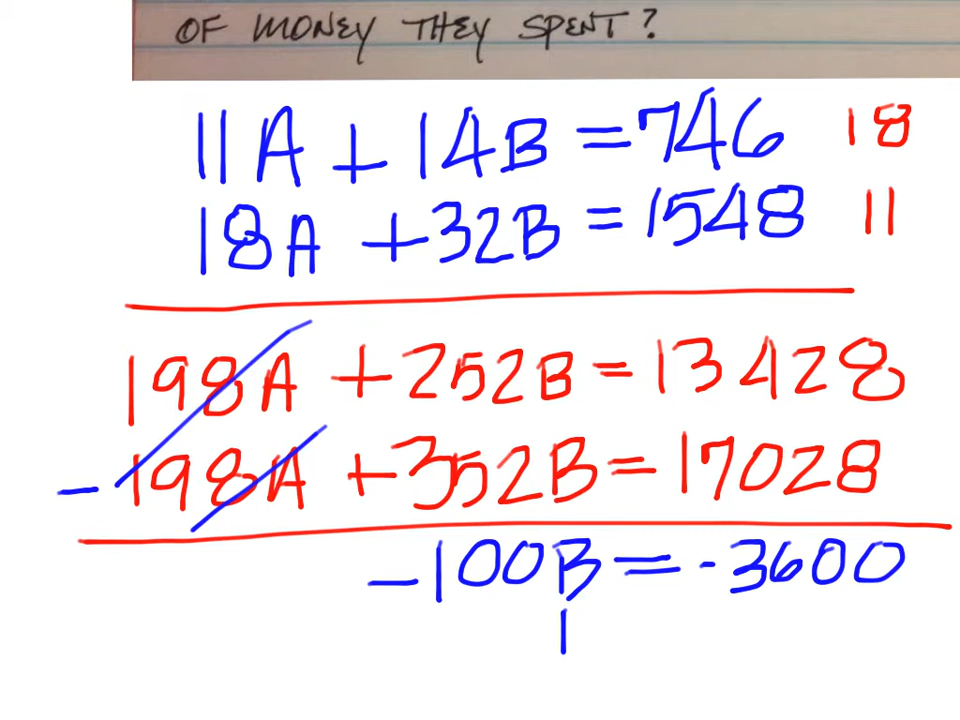 OF MONEY THEY SPENT?
11A + 14B = 746 18
18A + 32B = 1548 11
198A + 252B = 13428
- 198A + 352B = 17028
-100B = -3600
1